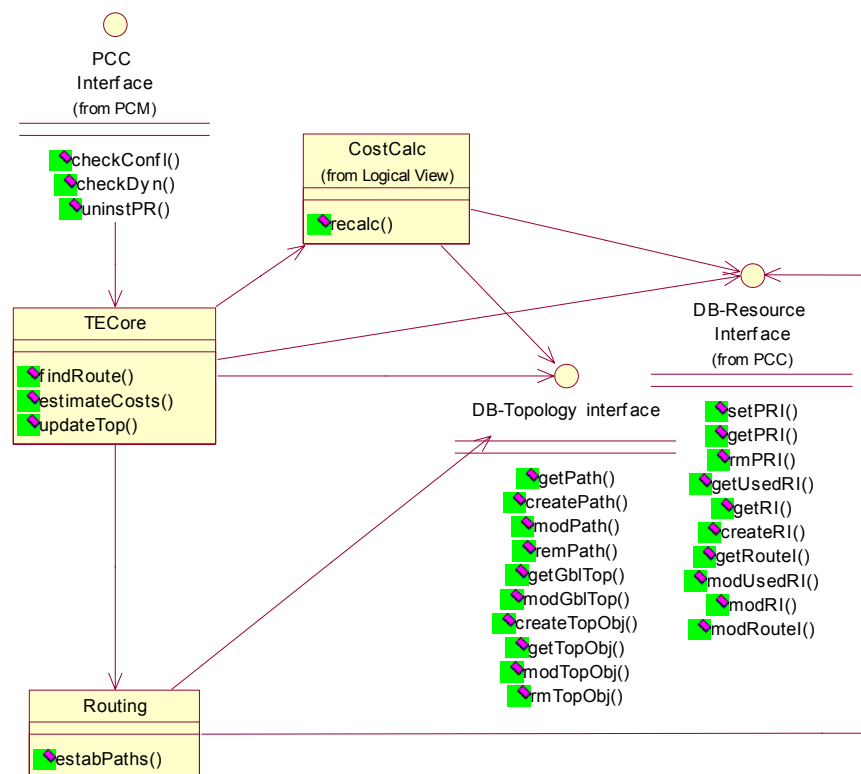 PCC
Interface
(from PCM)
checkConfl()
checkDyn()
uninstPR()
CostCalc
(from Logical View)
recalc()
TECore
findRoute()
estimateCosts()
updateTop()
DB-Resource
Interface
(from PCC)
setPRI()
getPRI()
rmPRI()
getUsedRI()
getRI()
createRI()
getRouteI()
modUsedRI()
modRI()
modRouteI()
DB-Topology interface
getPath()
createPath()
modPath()
remPath()
getGblTop()
modGblTop()
createTopObj()
getTopObj()
modTopObj()
rmTopObj()
Routing
estabPaths()